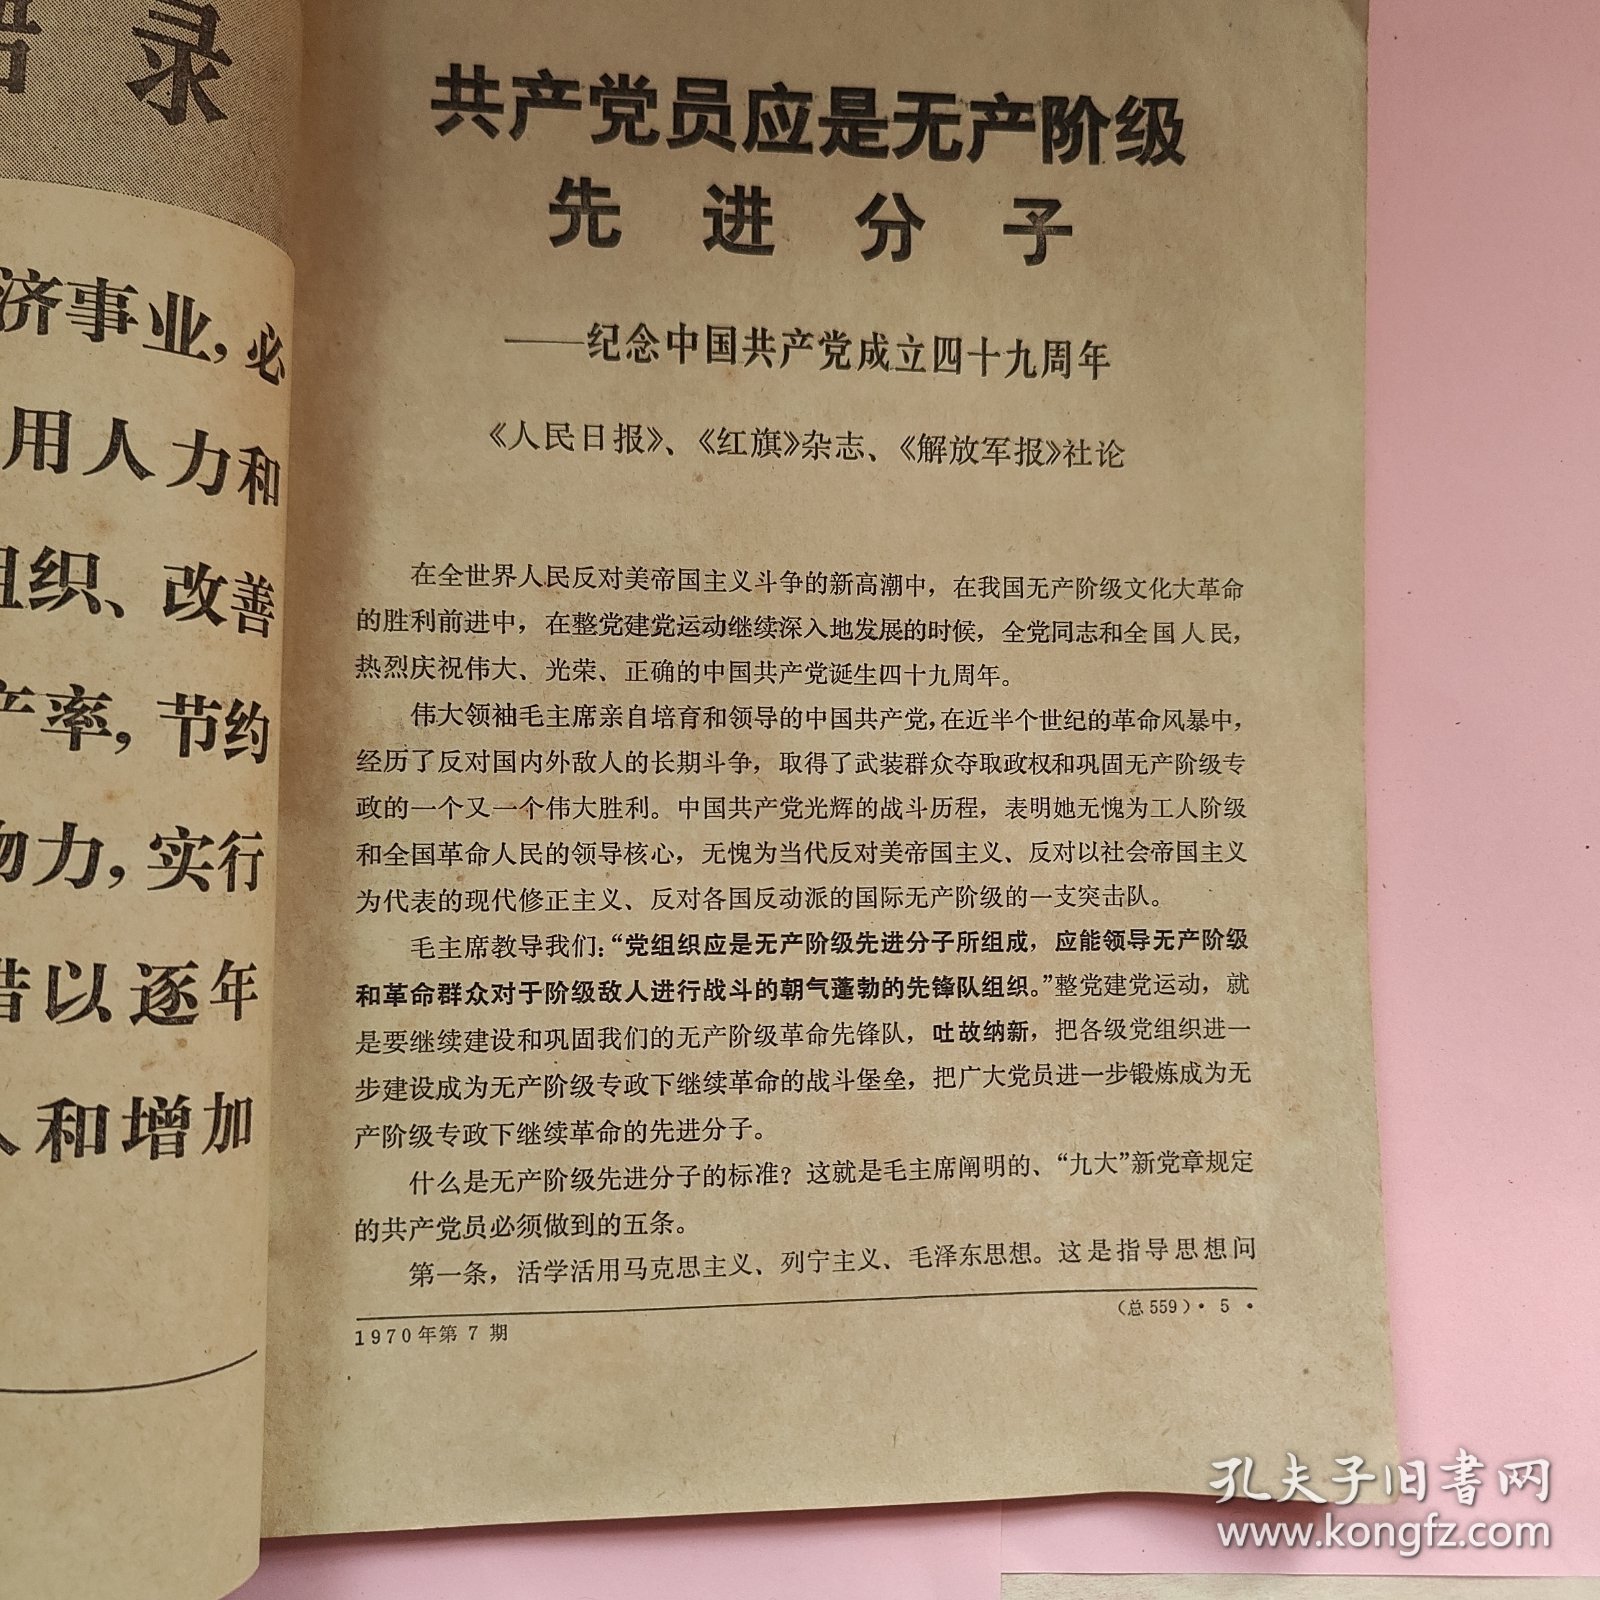 录
济事业，必
用人力和
组织、改善
产率，节约
物力，实行
措以逐年
人和增加
共产党员应是无产阶级
先进分子
——纪念中国共产党成立四十九周年
《人民日报》、《红旗》杂志、《解放军报》社论
在全世界人民反对美帝国主义斗争的新高潮中，在我国无产阶级文化大革命
的胜利前进中，在整党建党运动继续深入地发展的时候，全党同志和全国人民，
热烈庆祝伟大、光荣、正确的中国共产党诞生四十九周年。
伟大领袖毛主席亲自培育和领导的中国共产党，在近半个世纪的革命风暴中，
经历了反对国内外敌人的长期斗争，取得了武装群众夺取政权和巩固无产阶级专
政的一个又一个伟大胜利。中国共产党光辉的战斗历程，表明她无愧为工人阶级
和全国革命人民的领导核心，无愧为当代反对美帝国主义、反对以社会帝国主义
为代表的现代修正主义、反对各国反动派的国际无产阶级的一支突击队。
毛主席教导我们：“党组织应是无产阶级先进分子所组成，应能领导无产阶级
和革命群众对于阶级敌人进行战斗的朝气蓬勃的先锋队组织。”整党建党运动，就
是要继续建设和巩固我们的无产阶级革命先锋队，吐故纳新，把各级党组织进一
步建设成为无产阶级专政下继续革命的战斗堡垒，把广大党员进一步锻炼成为无
产阶级专政下继续革命的先进分子。
什么是无产阶级先进分子的标准？这就是毛主席阐明的、“九大”新党章规定
的共产党员必须做到的五条。
第一条，活学活用马克思主义、列宁主义、毛泽东思想。这是指导思想问
1970年第7期
（总559）· 5 ·
孔夫子旧书网
www.kongfz.com